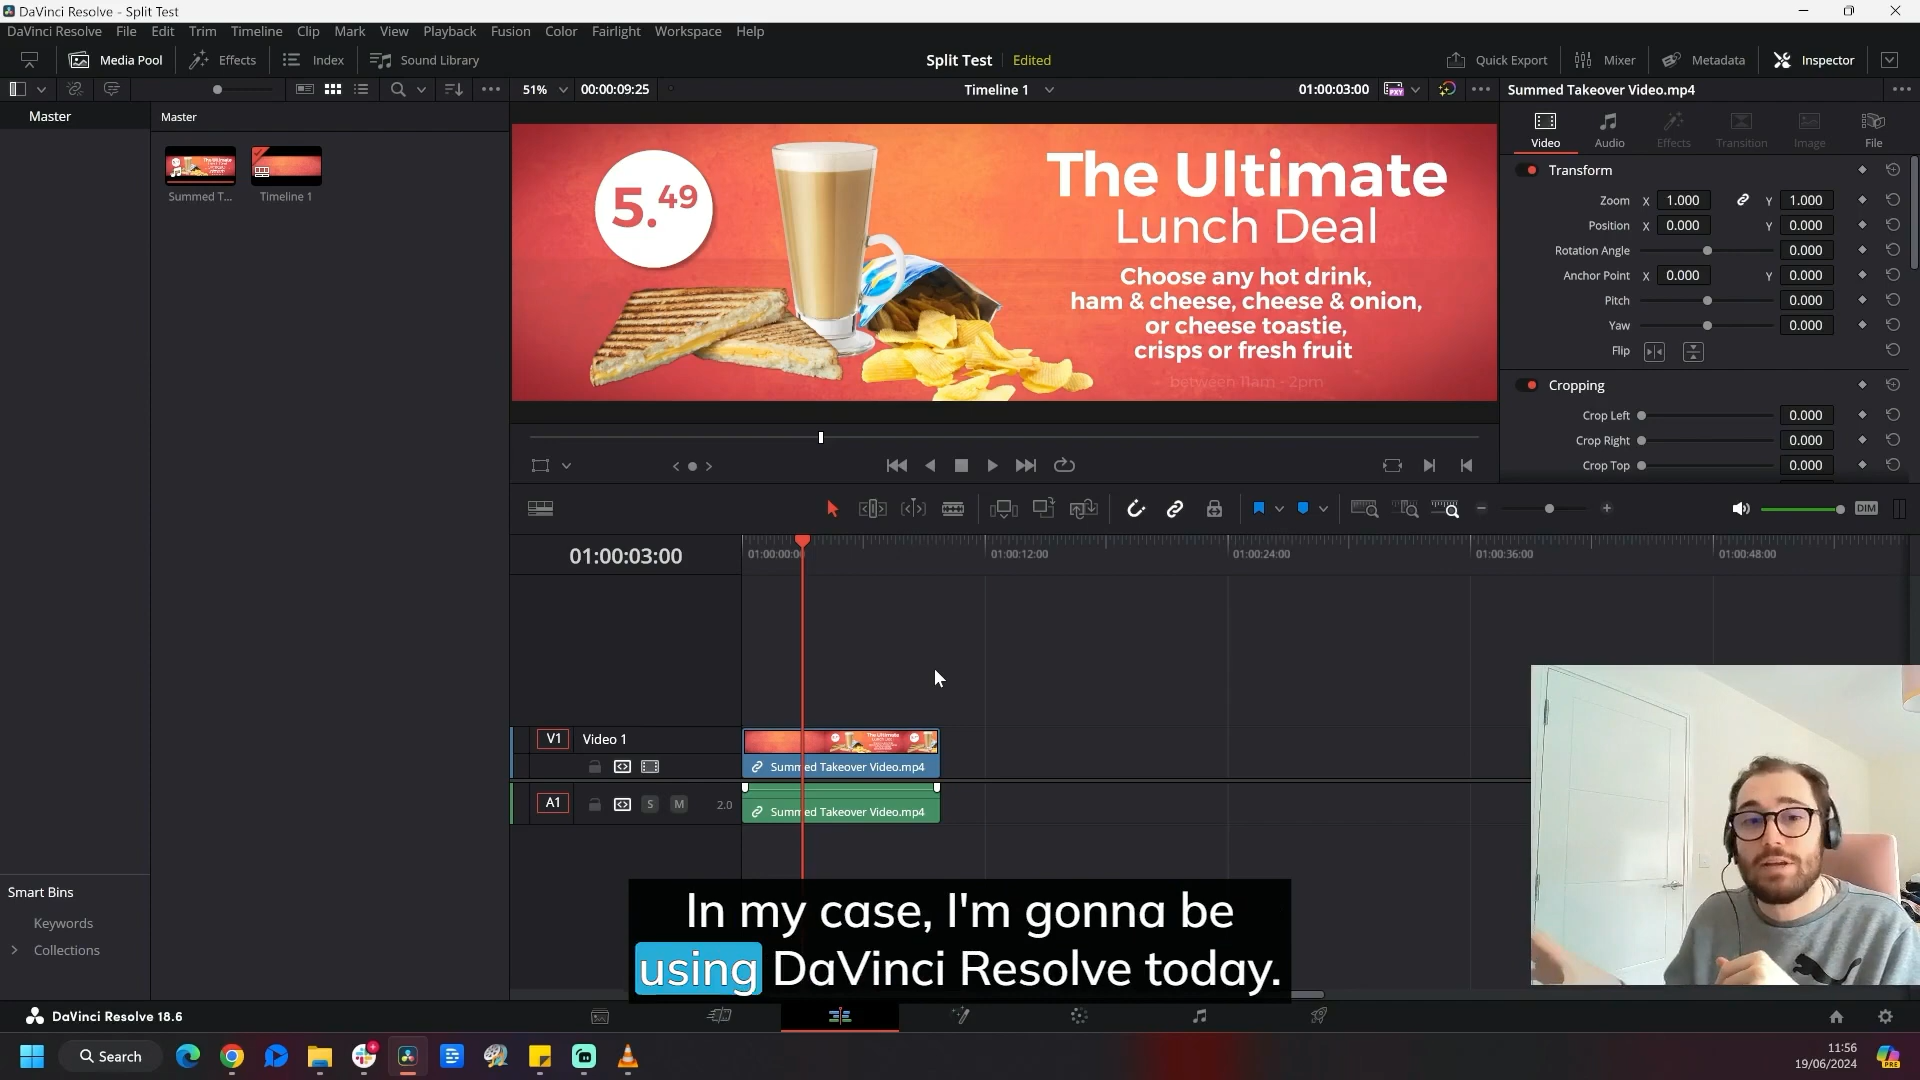 DaVinci Resolve - Split Test
DaVinci Resolve File Edit Trim Timeline Clip Mark View Playback Fusion Color Fairlight Workspace Help
Media Pool Effects Index Sound Library Split Test Edited Quick Export Mixer Metadata Inspector
51% 00:00:09:25 Timeline 1 01:00:03:00 Summed Takeover Video.mp4
Master Master
Video Audio Effects Transition Image File
Summed T... Timeline 1
5.49
The Ultimate
Lunch Deal
Choose any hot drink,
ham & cheese, cheese & onion,
or cheese toastie,
crisps or fresh fruit
between 11am - 2pm
Transform
Zoom X 1.000 Y 1.000
Position X 0.000 Y 0.000
Rotation Angle 0.000
Anchor Point X 0.000 Y 0.000
Pitch 0.000
Yaw 0.000
Flip
Cropping
Crop Left 0.000
Crop Right 0.000
Crop Top 0.000
DIM
01:00:03:00 01:00:00:00 01:00:12:00 01:00:24:00 01:00:36:00 01:00:48:00
V1 Video 1
Summed Takeover Video.mp4
A1 S M 2.0
Summed Takeover Video.mp4
Smart Bins
Keywords
Collections
In my case, I'm gonna be
using DaVinci Resolve today.
DaVinci Resolve 18.6
Search
11:56
19/06/2024